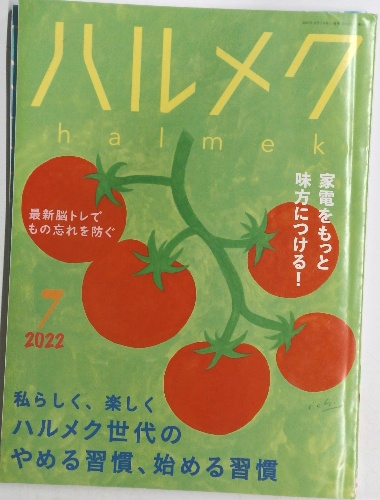 ハルメク
halmek
家電をもっと
味方につける!
最新脳トレで
もの忘れを防ぐ
7
2022
私らしく、楽しく
ハルメク世代の
やめる習慣、始める習慣